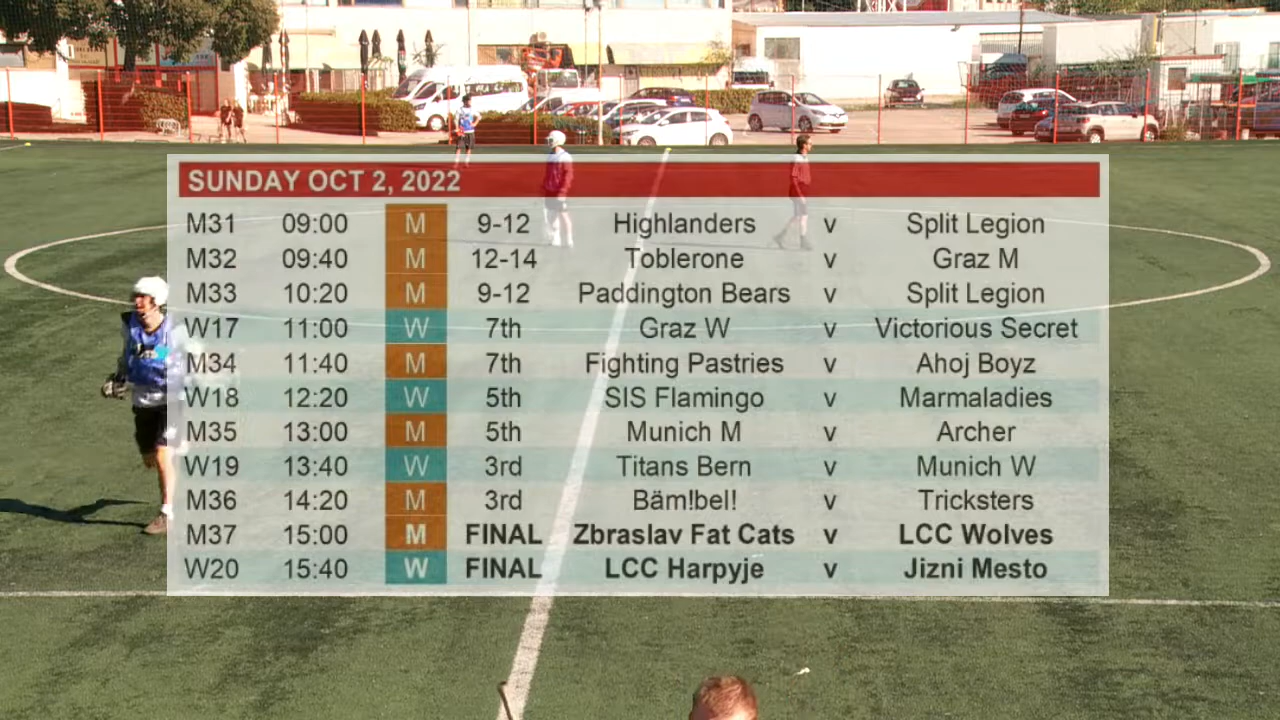 SUNDAY OCT 2, 2022
M31 09:00 M 9-12 Highlanders v Split Legion
M32 09:40 M 12-14 Toblerone v Graz M
M33 10:20 M 9-12 Paddington Bears v Split Legion
W17 11:00 W 7th Graz W v Victorious Secret
M34 11:40 M 7th Fighting Pastries v Ahoj Boyz
W18 12:20 W 5th SIS Flamingo v Marmaladies
M35 13:00 M 5th Munich M v Archer
W19 13:40 W 3rd Titans Bern v Munich W
M36 14:20 M 3rd Bäm!bel! v Tricksters
M37 15:00 M FINAL Zbraslav Fat Cats v LCC Wolves
W20 15:40 W FINAL LCC Harpyje v Jizni Mesto